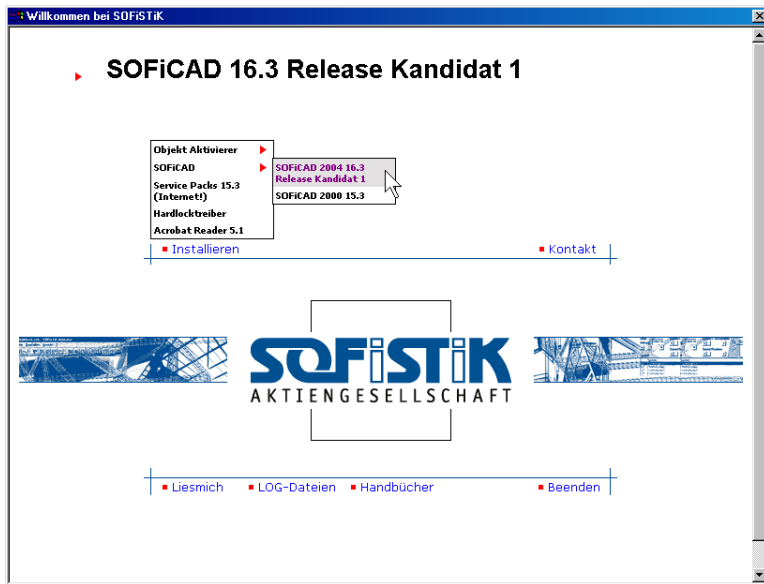 Willkommen bei SOFiSTiK
SOFiCAD 16.3 Release Kandidat 1
Objekt Aktivierer
SOFiCAD
SOFiCAD 2004 16.3
Release Kandidat 1
Service Packs 15.3
(Internet!)
SOFiCAD 2000 15.3
Hardlocktreiber
Acrobat Reader 5.1
Installieren
Kontakt
SOFiSTiK
AKTIENGESELLSCHAFT
Liesmich
LOG-Dateien
Handbücher
Beenden